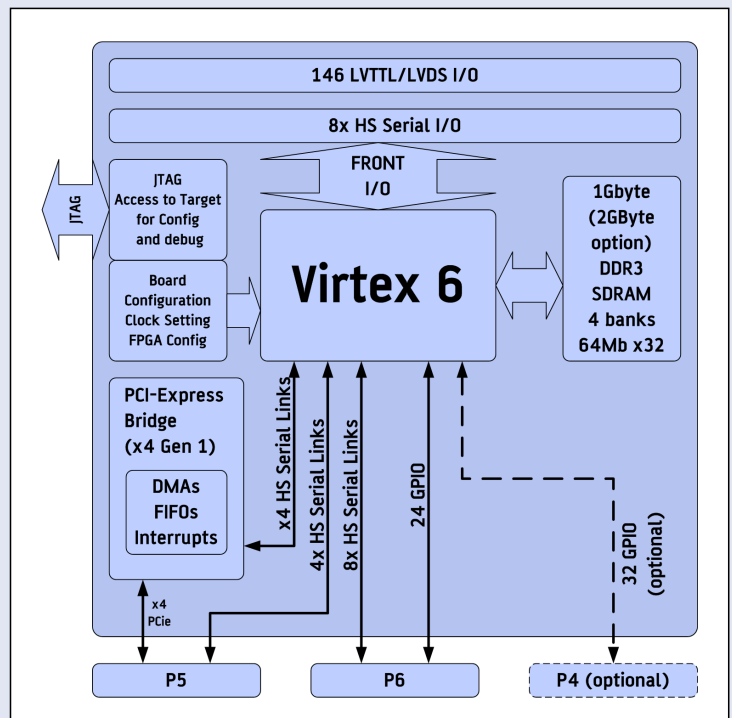 146 LVTTL/LVDS I/O
8x HS Serial I/O
FRONT
I/O
JTAG
JTAG
Access to Target
for Config
and debug
Board
Configuration
Clock Setting
FPGA Config
Virtex 6
1Gbyte
(2GByte
option)
DDR3
SDRAM
4 banks
64Mb x32
PCI-Express
Bridge
(x4 Gen 1)
DMAs
FIFOs
Interrupts
x4 HS Serial Links
4x HS Serial Links
8x HS Serial Links
24 GPIO
32 GPIO
(optional)
x4
PCie
P5
P6
P4 (optional)